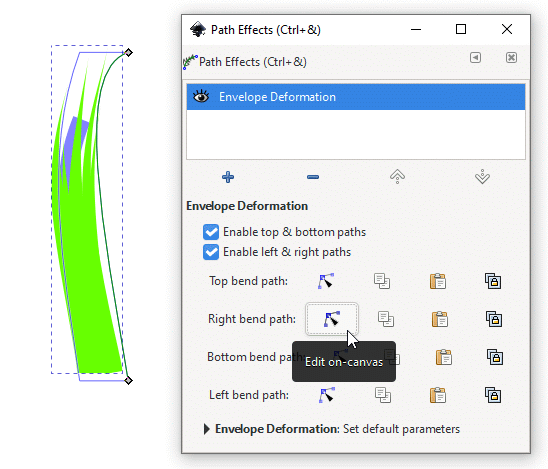 Path Effects (Ctrl+&)
Path Effects (Ctrl+&)
Envelope Deformation
Envelope Deformation
Enable top & bottom paths
Enable left & right paths
Top bend path:
Right bend path:
Bottom bend path:
Edit on-canvas
Left bend path:
Envelope Deformation: Set default parameters